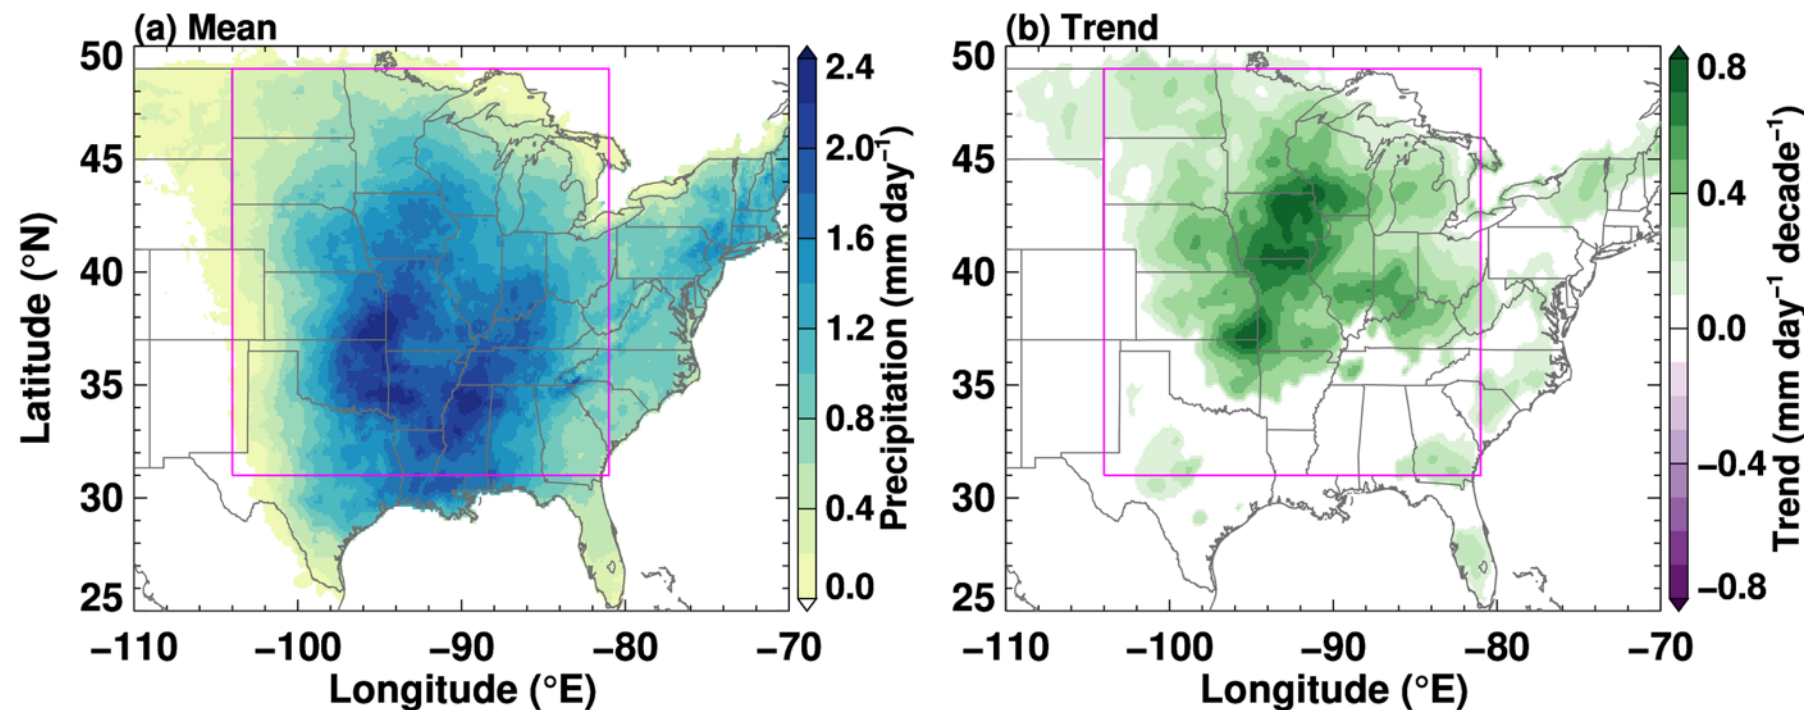 (a) Mean
50
45
40
35
30
25
Latitude (°N)
−110 −100 −90 −80 −70
Longitude (°E)
2.4
2.0
1.6
1.2
0.8
0.4
0.0
Precipitation (mm day⁻¹)
(b) Trend
50
45
40
35
30
25
−110 −100 −90 −80 −70
Longitude (°E)
0.8
0.4
0.0
−0.4
−0.8
Trend (mm day⁻¹ decade⁻¹)